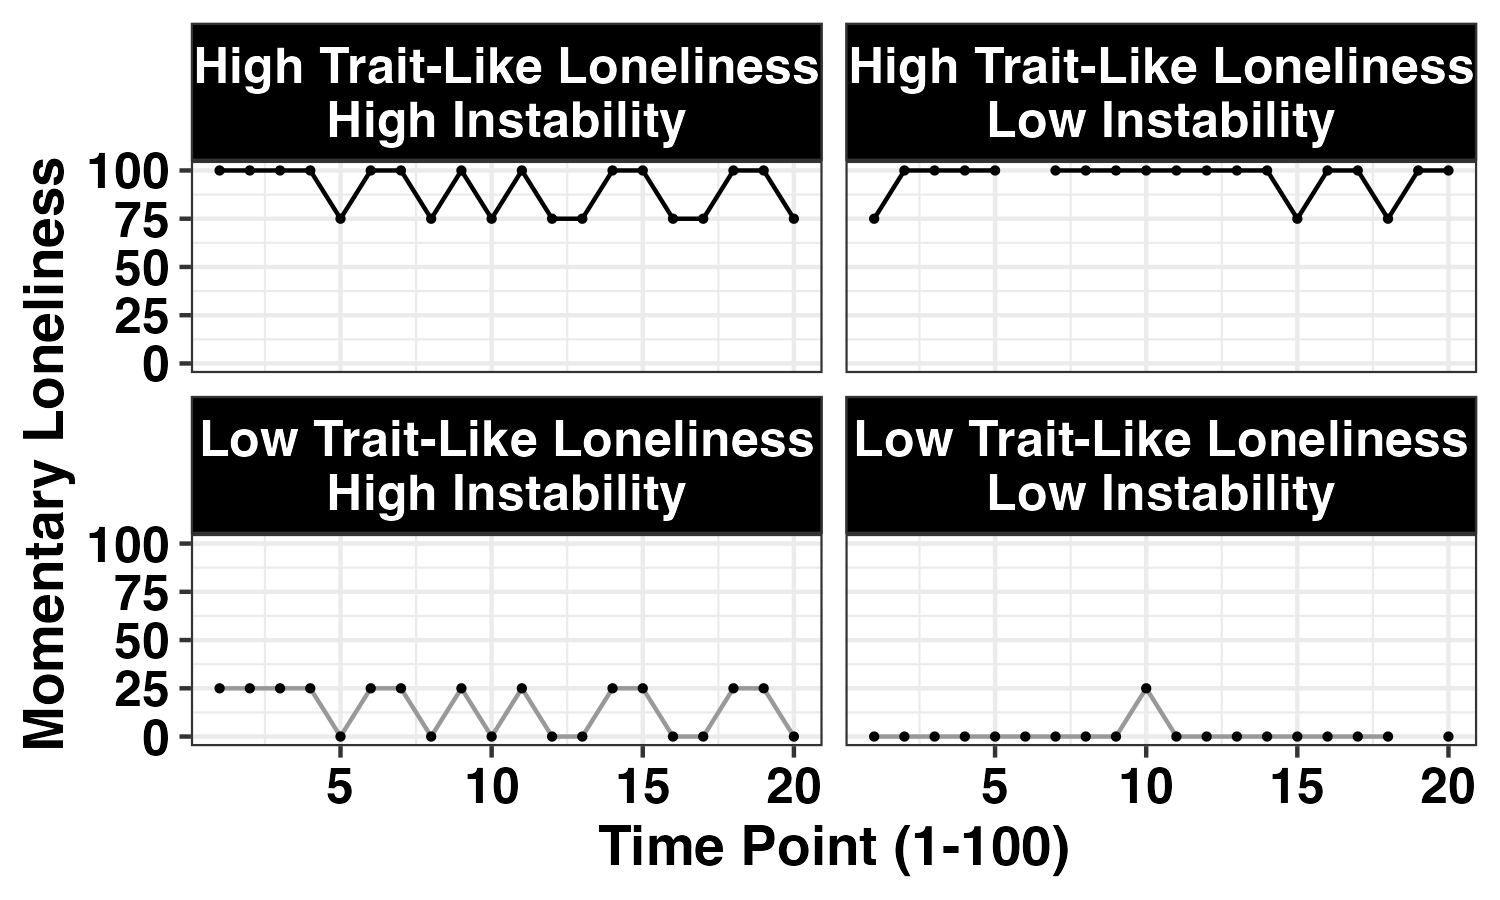 High Trait-Like Loneliness
High Instability
High Trait-Like Loneliness
Low Instability
Momentary Loneliness
100
75
50
25
0
Low Trait-Like Loneliness
High Instability
Low Trait-Like Loneliness
Low Instability
100
75
50
25
0
5 10 15 20
5 10 15 20
Time Point (1-100)